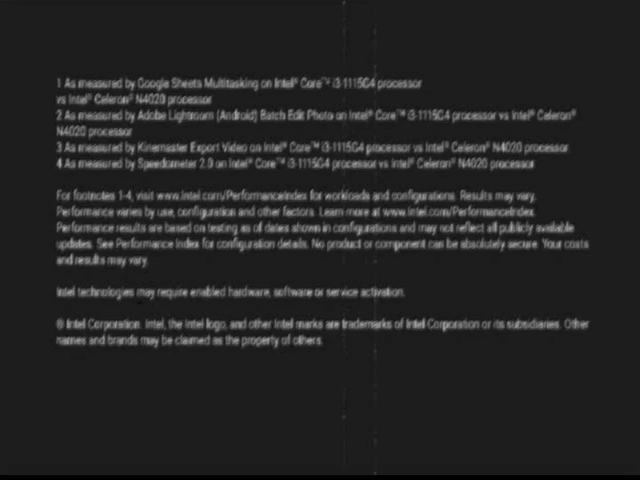 1 As measured by Google Sheets Multitasking on Intel® Core™ i3-1115G4 processor
vs Intel® Celeron® N4020 processor
2 As measured by Adobe Lightroom (Android) Batch Edit Photo on Intel® Core™ i3-1115G4 processor vs Intel® Celeron®
N4020 processor
3 As measured by Kinemaster Export Video on Intel® Core™ i3-1115G4 processor vs Intel® Celeron® N4020 processor
4 As measured by Speedometer 2.0 on Intel® Core™ i3-1115G4 processor vs Intel® Celeron® N4020 processor
For footnotes 1-4, visit www.Intel.com/PerformanceIndex for workloads and configurations. Results may vary.
Performance varies by use, configuration and other factors. Learn more at www.Intel.com/PerformanceIndex.
Performance results are based on testing as of dates shown in configurations and may not reflect all publicly available
updates. See Performance Index for configuration details. No product or component can be absolutely secure. Your costs
and results may vary.
Intel technologies may require enabled hardware, software or service activation.
© Intel Corporation. Intel, the Intel logo, and other Intel marks are trademarks of Intel Corporation or its subsidiaries. Other
names and brands may be claimed as the property of others.